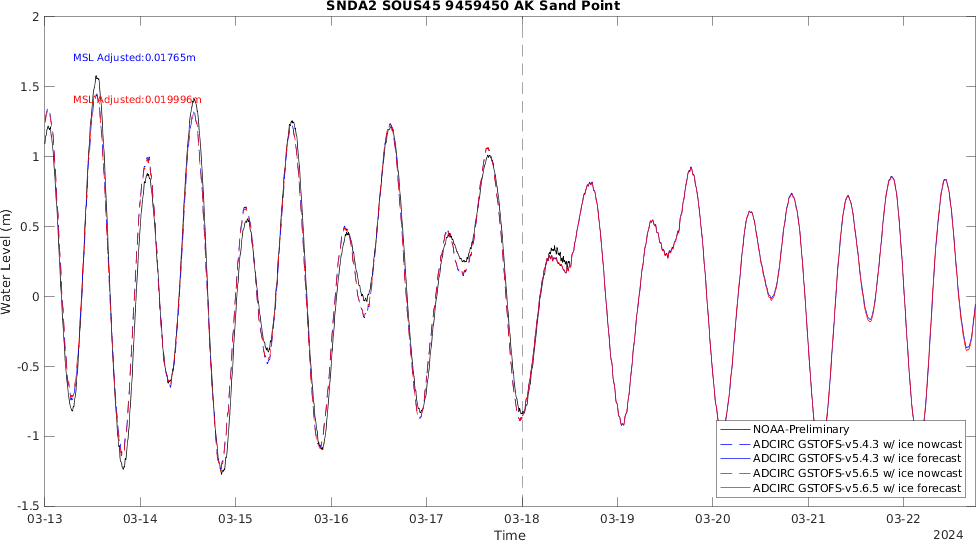 SNDA2 SOUS45 9459450 AK Sand Point
2
MSL Adjusted:0.01765m
1.5
MSL Adjusted:0.019996m
1
0.5
Water Level (m)
0
-0.5
-1
NOAA-Preliminary
ADCIRC GSTOFS-v5.4.3 w/ ice nowcast
ADCIRC GSTOFS-v5.4.3 w/ ice forecast
ADCIRC GSTOFS-v5.6.5 w/ ice nowcast
ADCIRC GSTOFS-v5.6.5 w/ ice forecast
-1.5
03-13 03-14 03-15 03-16 03-17 03-18 03-19 03-20 03-21 03-22
Time
2024